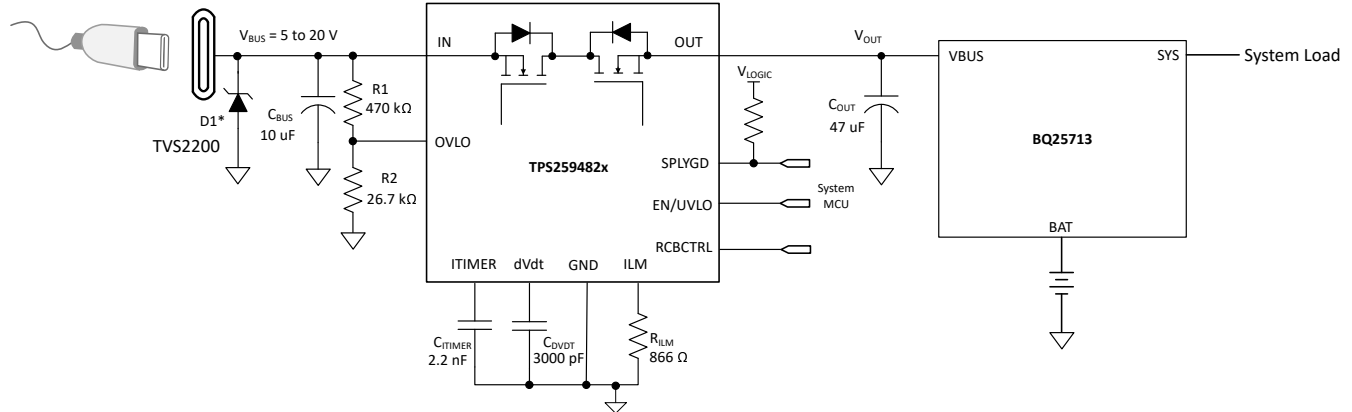 VBUS = 5 to 20 V
IN
OUT
VOUT
VBUS
SYS
System Load
R1
470 kΩ
VLOGIC
D1*
TVS2200
CBUS
10 uF
COUT
47 uF
OVLO
BQ25713
TPS259482x
SPLYGD
R2
26.7 kΩ
System
MCU
EN/UVLO
BAT
RCBCTRL
ITIMER
dVdt
GND
ILM
CITIMER
2.2 nF
CDVDT
3000 pF
RILM
866 Ω